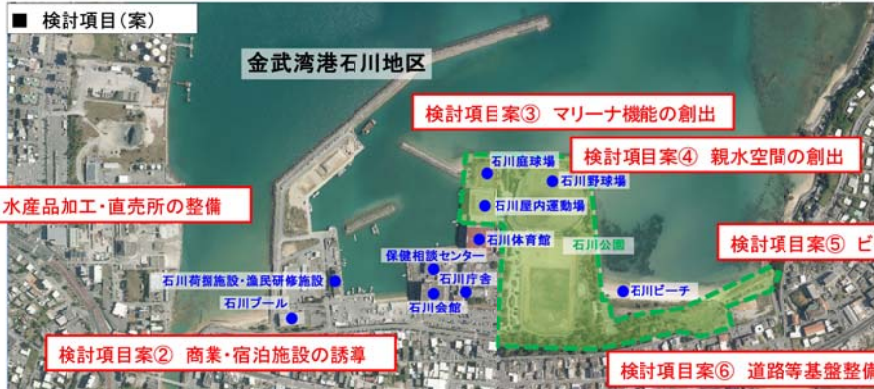 ■ 検討項目(案)
金武湾港石川地区
検討項目案③ マリーナ機能の創出
石川庭球場
検討項目案④ 親水空間の創出
石川野球場
水産品加工・直売所の整備
石川屋内運動場
石川体育館
石川公園
検討項目案⑤ ビ
保健相談センター
石川荷捌施設・漁民研修施設
石川庁舎
石川ビーチ
石川プール
石川会館
検討項目案② 商業・宿泊施設の誘導
検討項目案⑥ 道路等基盤整備